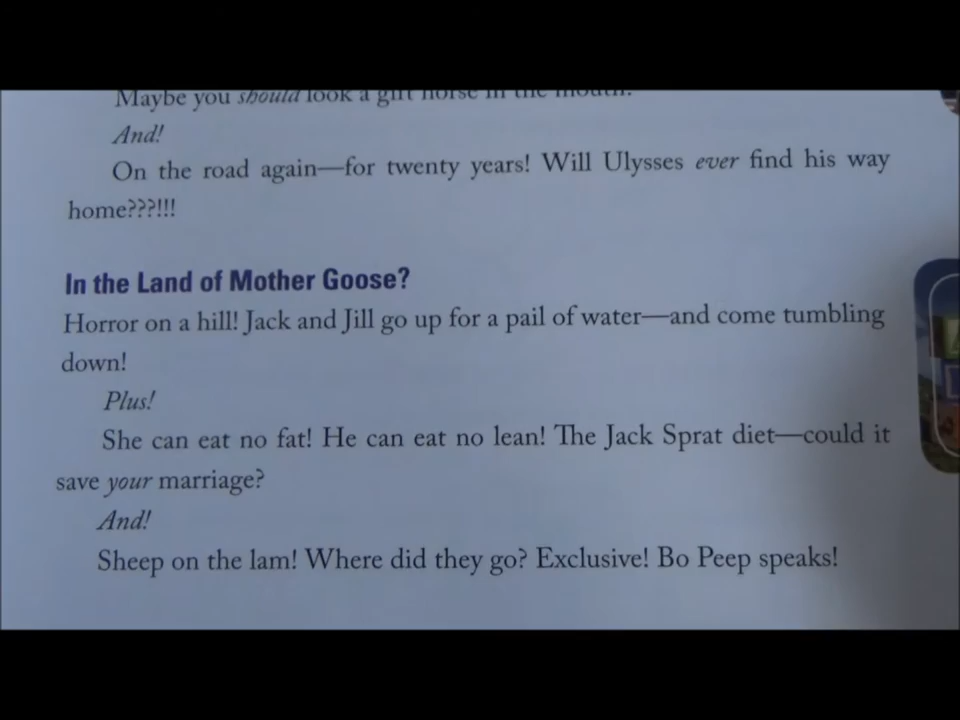 Maybe you should look a gift horse in the mouth.
And!
On the road again—for twenty years! Will Ulysses ever find his way
home???!!!
In the Land of Mother Goose?
Horror on a hill! Jack and Jill go up for a pail of water—and come tumbling
down!
Plus!
She can eat no fat! He can eat no lean! The Jack Sprat diet—could it
save your marriage?
And!
Sheep on the lam! Where did they go? Exclusive! Bo Peep speaks!